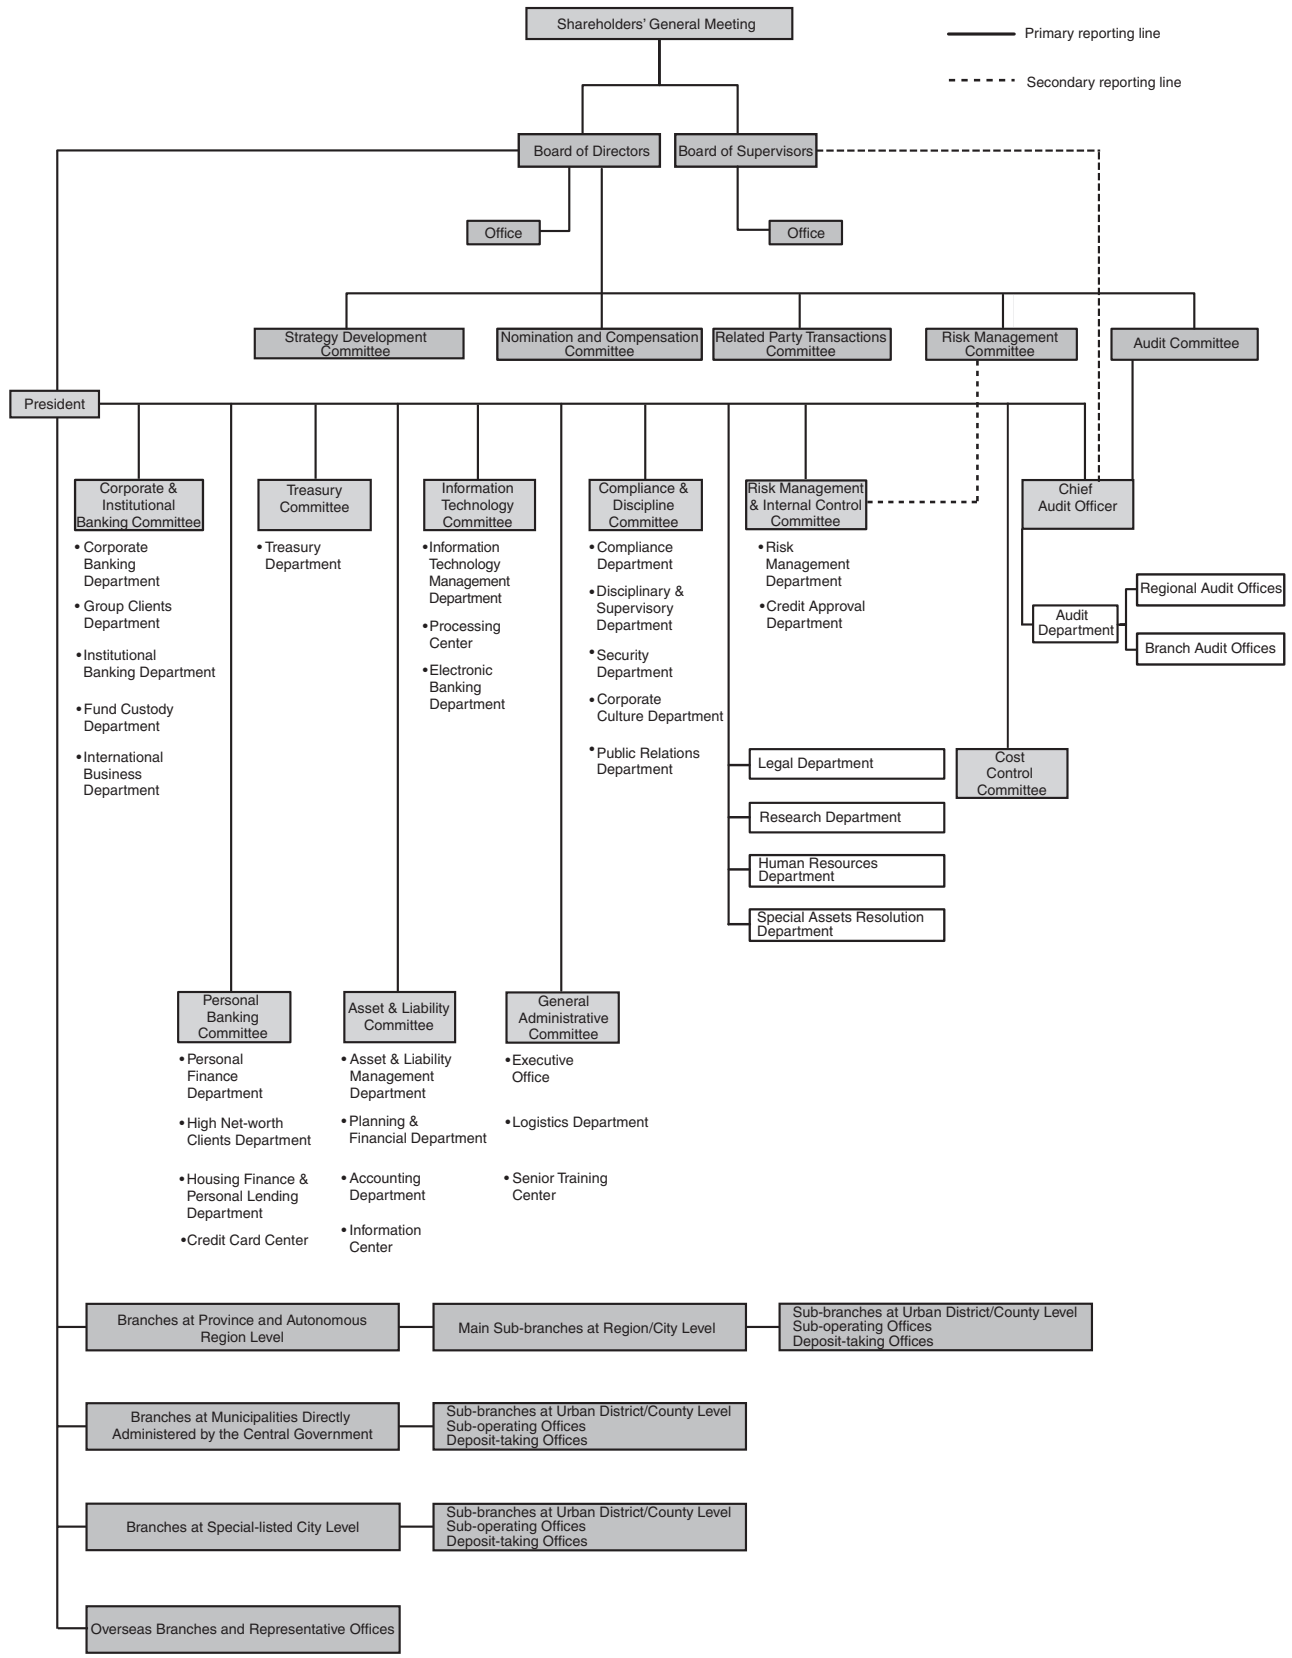 Shareholders' General Meeting
Primary reporting line
Secondary reporting line
Board of Directors
Board of Supervisors
Office
Office
Strategy Development
Committee
Nomination and Compensation
Committee
Related Party Transactions
Committee
Risk Management
Committee
Audit Committee
President
Corporate &
Institutional
Banking Committee
• Corporate
Banking
Department
• Group Clients
Department
• Institutional
Banking Department
• Fund Custody
Department
• International
Business
Department
Treasury
Committee
• Treasury
Department
Information
Technology
Committee
• Information
Technology
Management
Department
• Processing
Center
• Electronic
Banking
Department
Compliance &
Discipline
Committee
• Compliance
Department
• Disciplinary &
Supervisory
Department
• Security
Department
• Corporate
Culture Department
• Public Relations
Department
Risk Management
& Internal Control
Committee
• Risk
Management
Department
• Credit Approval
Department
Chief
Audit Officer
Audit
Department
Regional Audit Offices
Branch Audit Offices
Legal Department
Research Department
Human Resources
Department
Special Assets Resolution
Department
Cost
Control
Committee
Personal
Banking
Committee
• Personal
Finance
Department
• High Net-worth
Clients Department
• Housing Finance &
Personal Lending
Department
• Credit Card Center
Asset & Liability
Committee
• Asset & Liability
Management
Department
• Planning &
Financial Department
• Accounting
Department
• Information
Center
General
Administrative
Committee
• Executive
Office
• Logistics Department
• Senior Training
Center
Branches at Province and Autonomous
Region Level
Main Sub-branches at Region/City Level
Sub-branches at Urban District/County Level
Sub-operating Offices
Deposit-taking Offices
Branches at Municipalities Directly
Administered by the Central Government
Sub-branches at Urban District/County Level
Sub-operating Offices
Deposit-taking Offices
Branches at Special-listed City Level
Sub-branches at Urban District/County Level
Sub-operating Offices
Deposit-taking Offices
Overseas Branches and Representative Offices